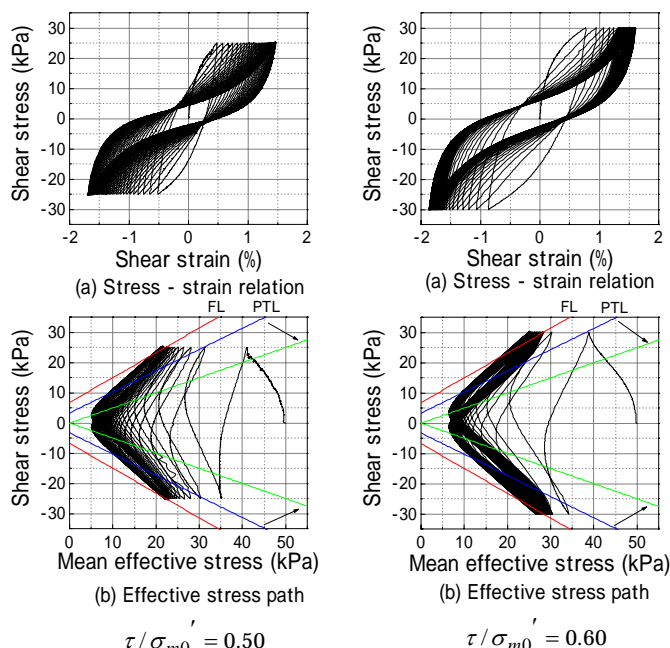 Shear stress (kPa)
30
20
10
0
10
20
-30
-2 -1 0 1 2
Shear strain (%)
(a) Stress - strain relation
Shear stress (kPa)
30
20
10
0
10
20
-30
-2 -1 0 1 2
Shear strain (%)
(a) Stress - strain relation
FL PTL
Shear stress (kPa)
30
20
10
0
-10
-20
-30
0 10 20 30 40 50
Mean effective stress (kPa)
(b) Effective stress path
τ/σm0′ = 0.50
FL PTL
Shear stress (kPa)
30
20
10
0
-10
-20
-30
0 10 20 30 40 50
Mean effective stress (kPa)
(b) Effective stress path
τ/σm0′ = 0.60